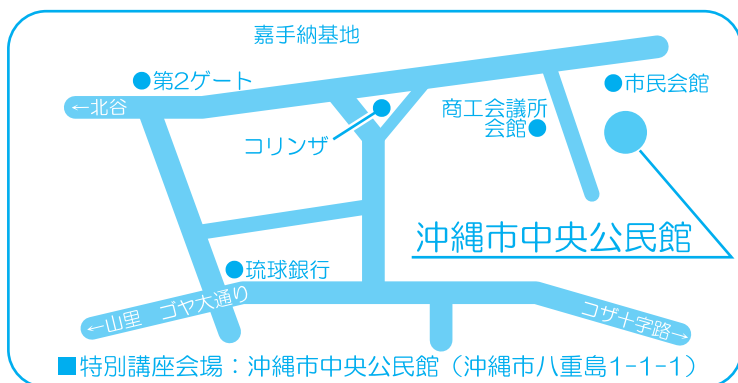 嘉手納基地
●第2ゲート
●市民会館
←北谷
商工会議所
会館●
コリンザ
沖縄市中央公民館
●琉球銀行
←山里 ゴヤ大通り
コザ十字路→
■特別講座会場：沖縄市中央公民館（沖縄市八重島1-1-1）